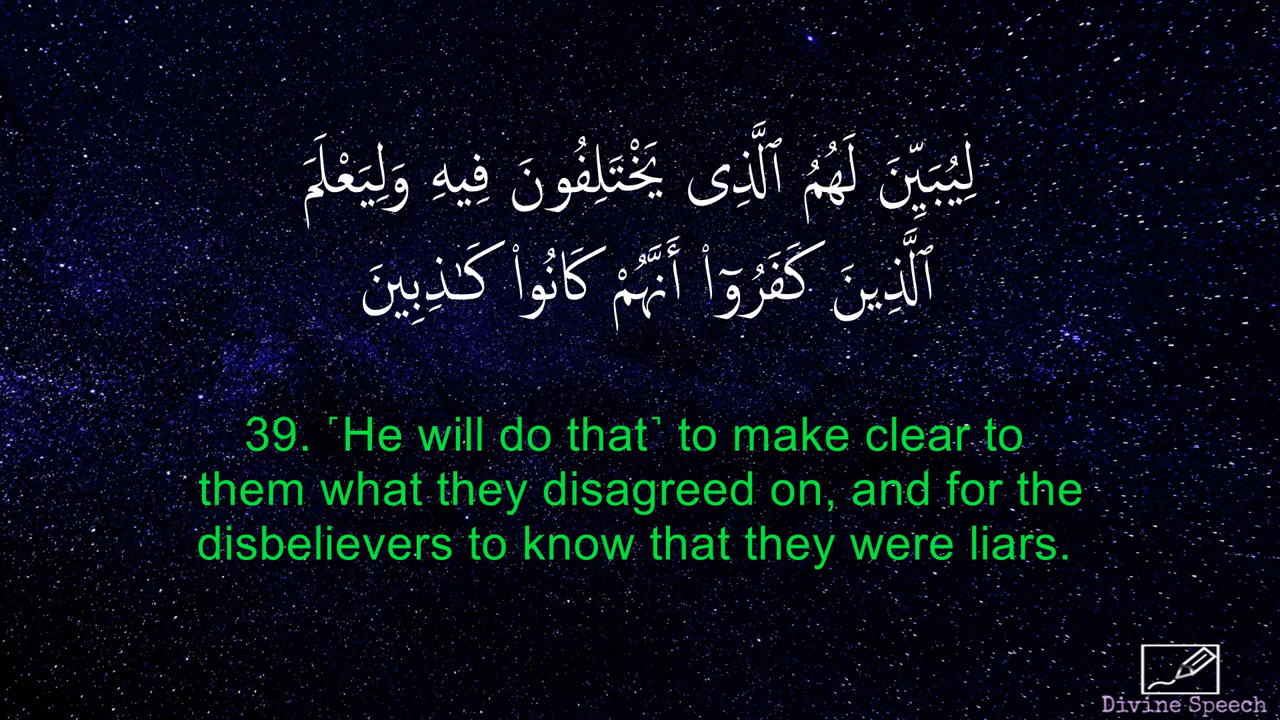 لِيُبَيِّنَ لَهُمُ ٱلَّذِى يَخْتَلِفُونَ فِيهِ وَلِيَعْلَمَ
ٱلَّذِينَ كَفَرُوٓا۟ أَنَّهُمْ كَانُوا۟ كَـٰذِبِينَ
39. ˹He will do that˺ to make clear to
them what they disagreed on, and for the
disbelievers to know that they were liars.
Divine Speech